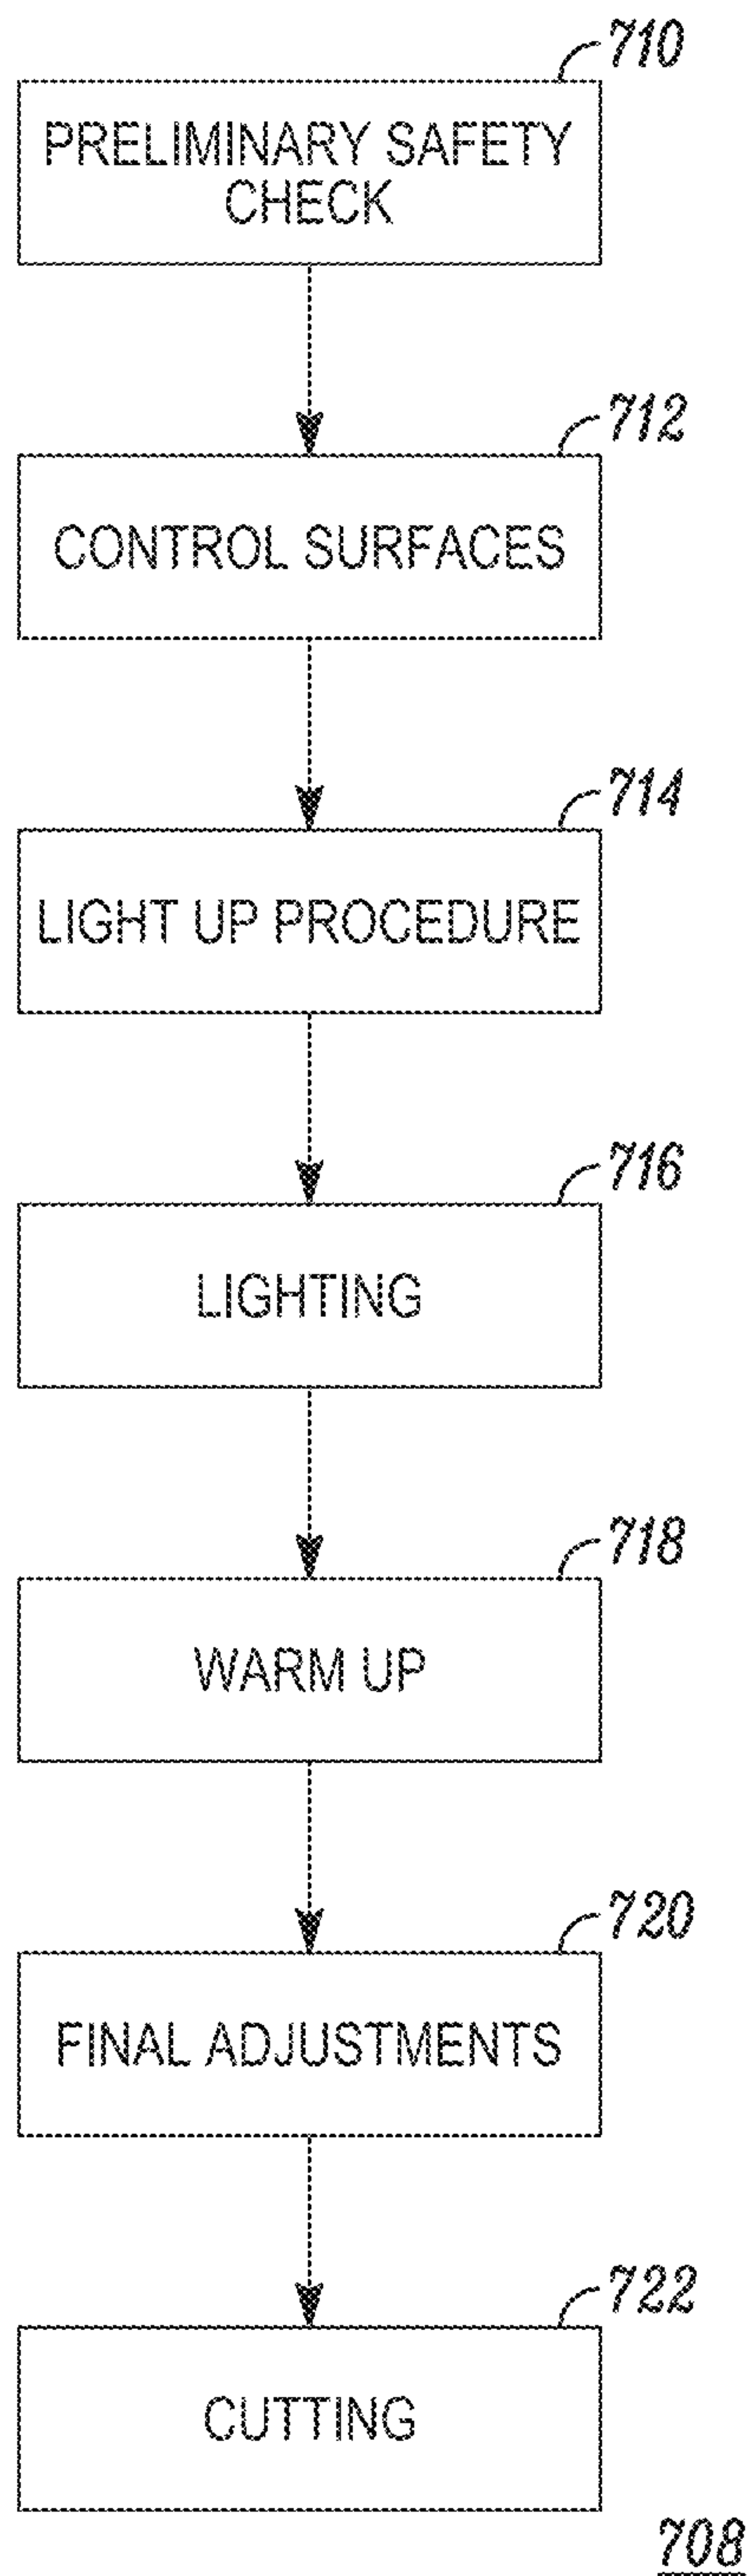 710
PRELIMINARY SAFETY
CHECK
712
CONTROL SURFACES
714
LIGHT UP PROCEDURE
716
LIGHTING
718
WARM UP
720
FINAL ADJUSTMENTS
722
CUTTING
708